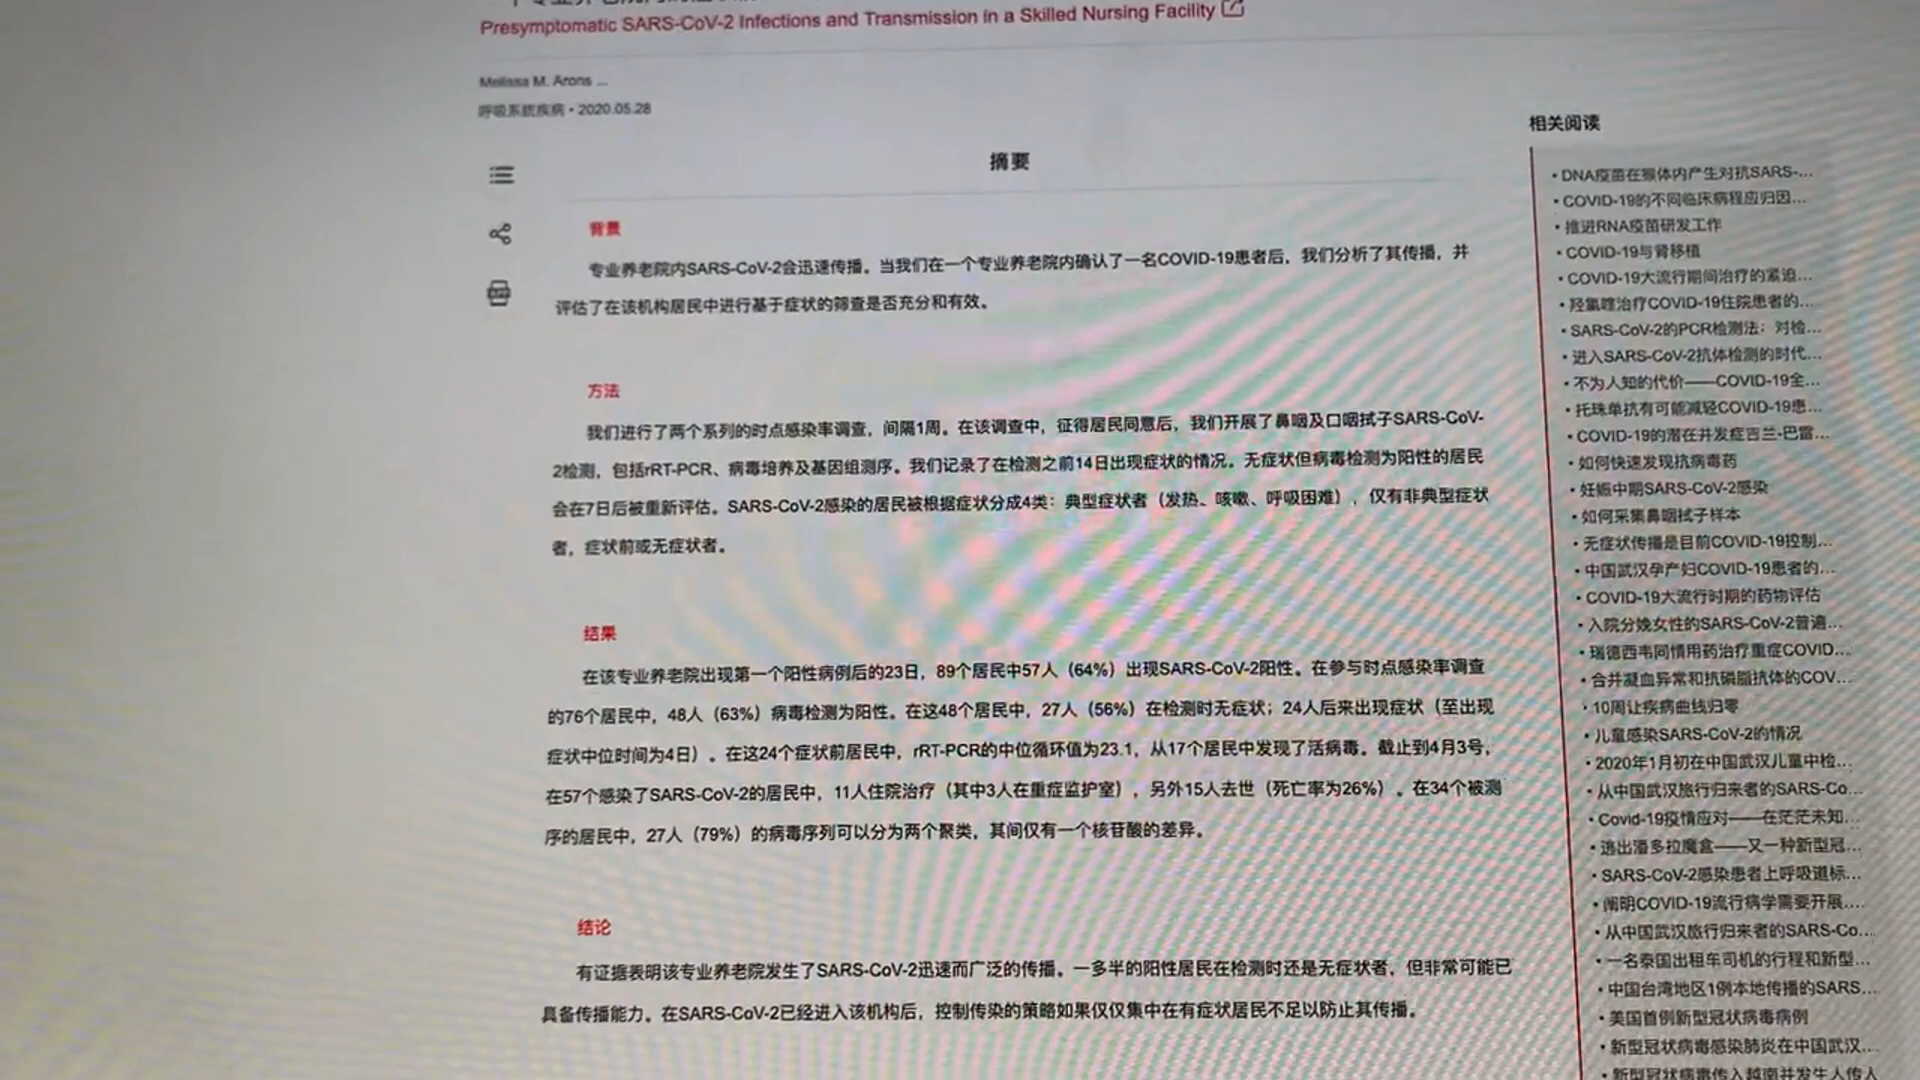 Presymptomatic SARS-CoV-2 Infections and Transmission in a Skilled Nursing Facility
Melissa M. Arons ...
呼吸系统疾病 • 2020.05.28
摘要
背景
专业养老院内SARS-CoV-2会迅速传播。当我们在一个专业养老院内确认了一名COVID-19患者后，我们分析了其传播，并
评估了在该机构居民中进行基于症状的筛查是否充分和有效。
方法
我们进行了两个系列的时点感染率调查，间隔1周。在该调查中，征得居民同意后，我们开展了鼻咽及口咽拭子SARS-CoV-
2检测，包括rRT-PCR、病毒培养及基因组测序。我们记录了在检测之前14日出现症状的情况。无症状但病毒检测为阳性的居民
会在7日后被重新评估。SARS-CoV-2感染的居民被根据症状分成4类：典型症状者（发热、咳嗽、呼吸困难），仅有非典型症状
者，症状前或无症状者。
结果
在该专业养老院出现第一个阳性病例后的23日，89个居民中57人（64%）出现SARS-CoV-2阳性。在参与时点感染率调查
的76个居民中，48人（63%）病毒检测为阳性。在这48个居民中，27人（56%）在检测时无症状；24人后来出现症状（至出现
症状中位时间为4日）。在这24个症状前居民中，rRT-PCR的中位循环值为23.1，从17个居民中发现了活病毒。截止到4月3号，
在57个感染了SARS-CoV-2的居民中，11人住院治疗（其中3人在重症监护室），另外15人去世（死亡率为26%）。在34个被测
序的居民中，27人（79%）的病毒序列可以分为两个聚类，其间仅有一个核苷酸的差异。
结论
有证据表明该专业养老院发生了SARS-CoV-2迅速而广泛的传播。一多半的阳性居民在检测时还是无症状者，但非常可能已
具备传播能力。在SARS-CoV-2已经进入该机构后，控制传染的策略如果仅仅集中在有症状居民不足以防止其传播。
相关阅读
• DNA疫苗在猴体内产生对抗SARS-...
• COVID-19的不同临床病程应归因...
• 推进RNA疫苗研发工作
• COVID-19与肾移植
• COVID-19大流行期间治疗的紧迫...
• 羟氯喹治疗COVID-19住院患者的...
• SARS-CoV-2的PCR检测法：对检...
• 进入SARS-CoV-2抗体检测的时代...
• 不为人知的代价——COVID-19全...
• 托珠单抗有可能减轻COVID-19患...
• COVID-19的潜在并发症吉兰-巴雷...
• 如何快速发现抗病毒药
• 妊娠中期SARS-CoV-2感染
• 如何采集鼻咽拭子样本
• 无症状传播是目前COVID-19控制...
• 中国武汉孕产妇COVID-19患者的...
• COVID-19大流行时期的药物评估
• 入院分娩女性的SARS-CoV-2普遍...
• 瑞德西韦同情用药治疗重症COVID...
• 合并凝血异常和抗磷脂抗体的COV...
• 10周让疾病曲线归零
• 儿童感染SARS-CoV-2的情况
• 2020年1月初在中国武汉儿童中检...
• 从中国武汉旅行归来者的SARS-Co...
• Covid-19疫情应对——在茫茫未知...
• 逃出潘多拉魔盒——又一种新型冠...
• SARS-CoV-2感染患者上呼吸道标...
• 阐明COVID-19流行病学需要开展....
• 从中国武汉旅行归来者的SARS-Co...
• 一名泰国出租车司机的行程和新型...
• 中国台湾地区1例本地传播的SARS...
• 美国首例新型冠状病毒病例
• 新型冠状病毒感染肺炎在中国武汉...
• 新型冠状病毒传入越南并发生人传人